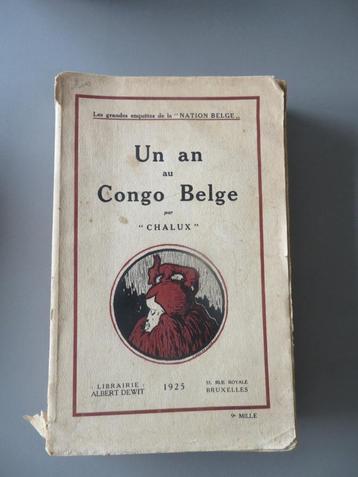 Les grandes enquêtes de la "NATION BELGE„
Un an
au
Congo Belge
par
"CHALUX"
LIBRAIRIE
ALBERT DEWIT
1925
53, RUE ROYALE
BRUXELLES
9e MILLE